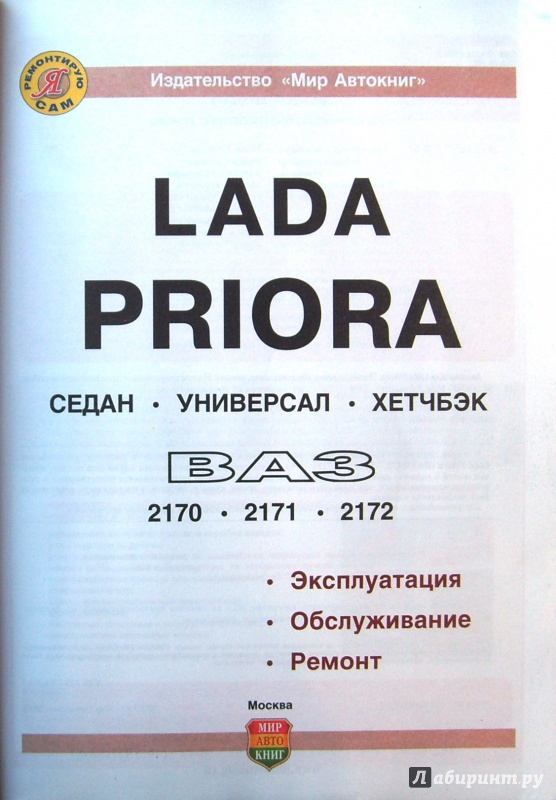 РЕМОНТИРУЮ
Я
САМ
Издательство «Мир Автокниг»
LADA
PRIORA
СЕДАН • УНИВЕРСАЛ • ХЕТЧБЭК
ВАЗ
2170 • 2171 • 2172
• Эксплуатация
• Обслуживание
• Ремонт
Москва
МИР
АВТО
КНИГ
Лабиринт.ру